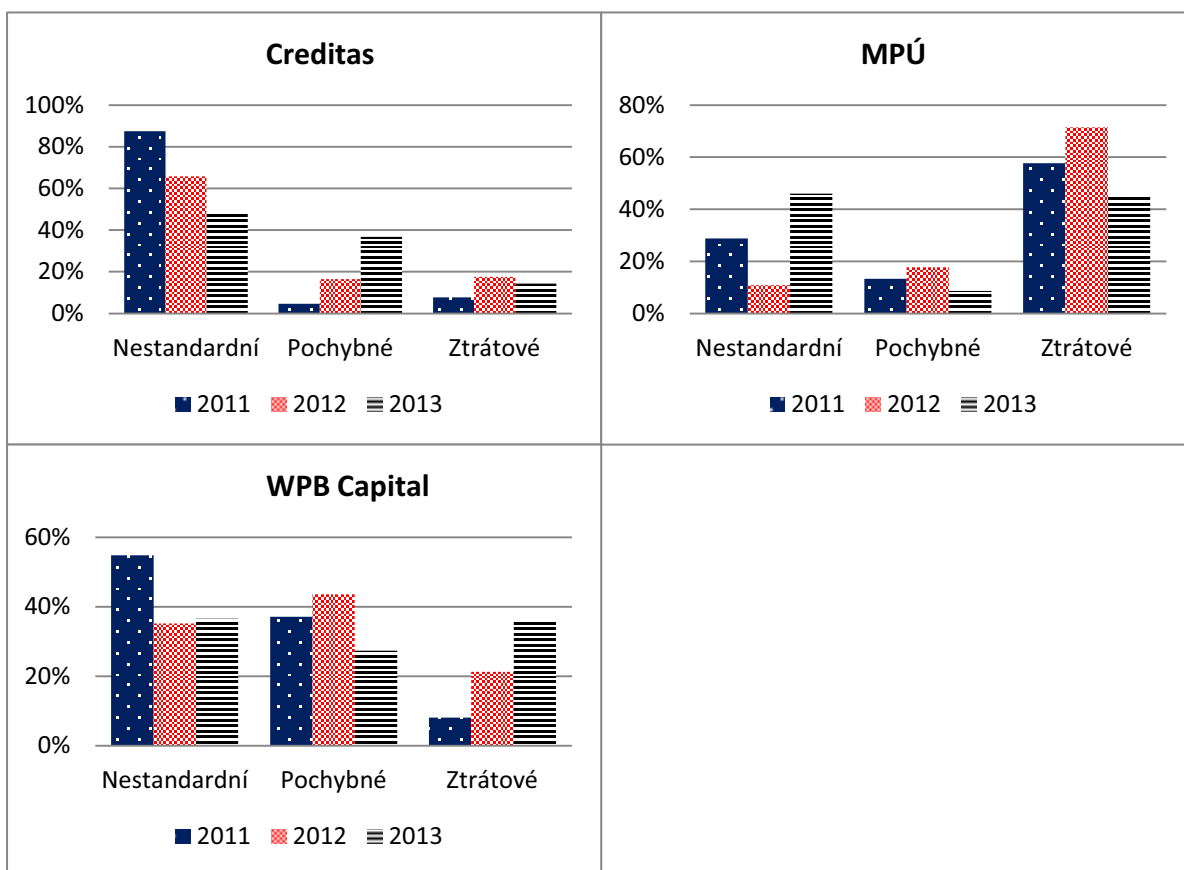 Creditas
100%
80%
60%
40%
20%
0%
Nestandardní Pochybné Ztrátové
2011 2012 2013
MPÚ
80%
60%
40%
20%
0%
Nestandardní Pochybné Ztrátové
2011 2012 2013
WPB Capital
60%
40%
20%
0%
Nestandardní Pochybné Ztrátové
2011 2012 2013